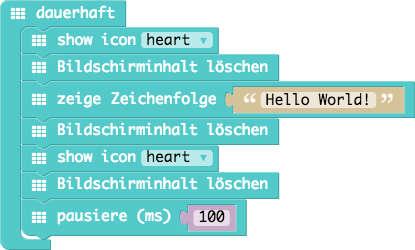 dauerhaft
show icon heart
Bildschirminhalt löschen
zeige Zeichenfolge “ Hello World! ”
Bildschirminhalt löschen
show icon heart
Bildschirminhalt löschen
pausiere (ms) 100